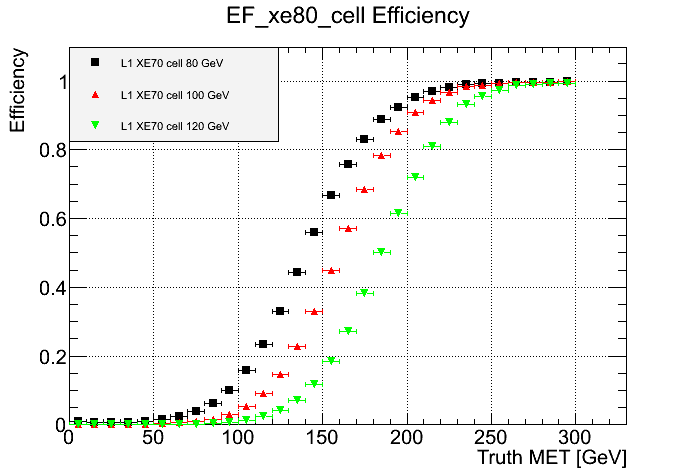 EF_xe80_cell Efficiency
Efficiency
L1 XE70 cell 80 GeV
L1 XE70 cell 100 GeV
L1 XE70 cell 120 GeV
1
0.8
0.6
0.4
0.2
0
0 50 100 150 200 250 300
Truth MET [GeV]